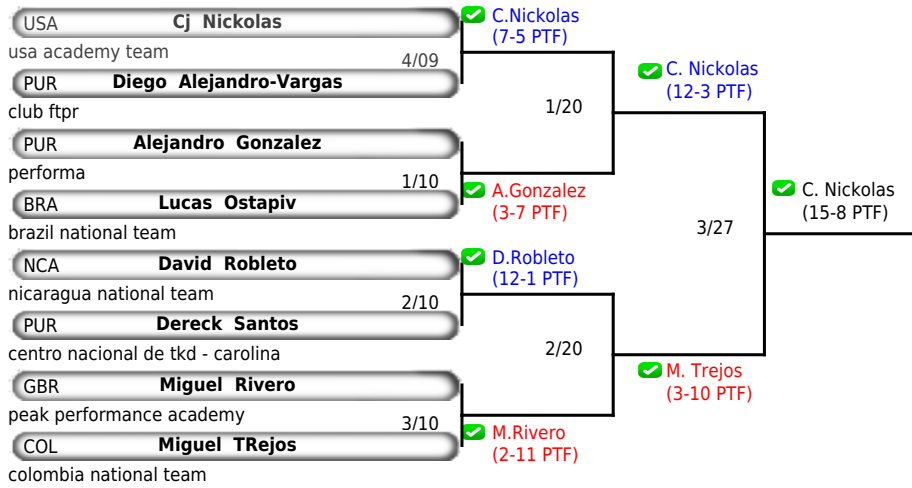 USA Cj Nickolas
usa academy team
4/09
PUR Diego Alejandro-Vargas
club ftpr
C.Nickolas
(7-5 PTF)
PUR Alejandro Gonzalez
performa
1/10
BRA Lucas Ostapiv
brazil national team
A.Gonzalez
(3-7 PTF)
1/20
C. Nickolas
(12-3 PTF)
NCA David Robleto
nicaragua national team
2/10
PUR Dereck Santos
centro nacional de tkd - carolina
D.Robleto
(12-1 PTF)
GBR Miguel Rivero
peak performance academy
3/10
COL Miguel TRejos
colombia national team
M.Rivero
(2-11 PTF)
2/20
M. Trejos
(3-10 PTF)
3/27
C. Nickolas
(15-8 PTF)